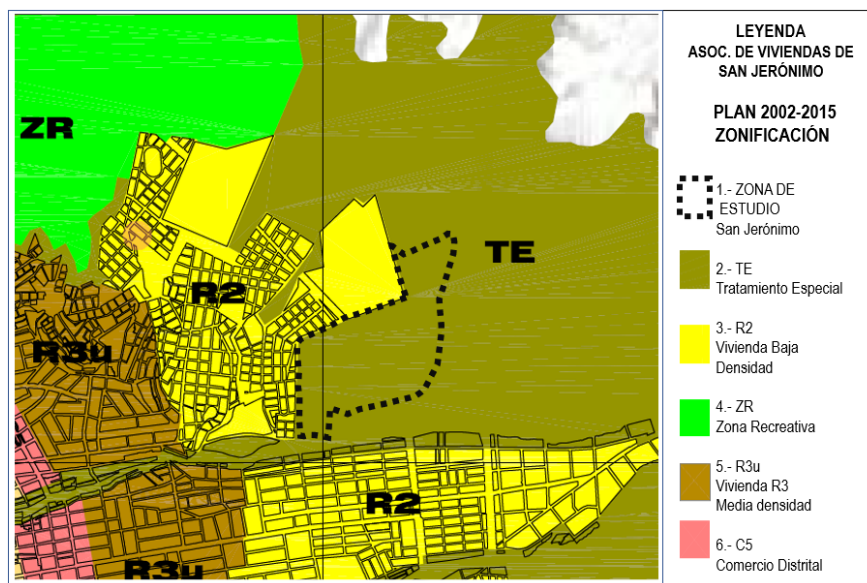 ZR
TE
R2
R3u
R2
R3u
LEYENDA
ASOC. DE VIVIENDAS DE
SAN JERÓNIMO
PLAN 2002-2015
ZONIFICACIÓN
1.- ZONA DE
ESTUDIO
San Jerónimo
2.- TE
Tratamiento Especial
3.- R2
Vivienda Baja
Densidad
4.- ZR
Zona Recreativa
5.- R3u
Vivienda R3
Media densidad
6.- C5
Comercio Distrital